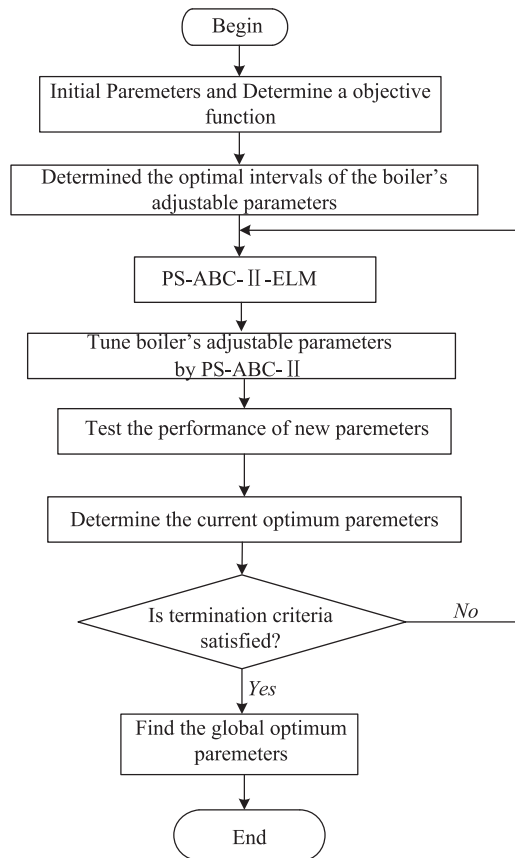 Begin
Initial Paremeters and Determine a objective
function
Determined the optimal intervals of the boiler's
adjustable parameters
PS-ABC-Ⅱ-ELM
Tune boiler's adjustable parameters
by PS-ABC-Ⅱ
Test the performance of new paremeters
Determine the current optimum paremeters
Is termination criteria
satisfied?
No
Yes
Find the global optimum
paremeters
End